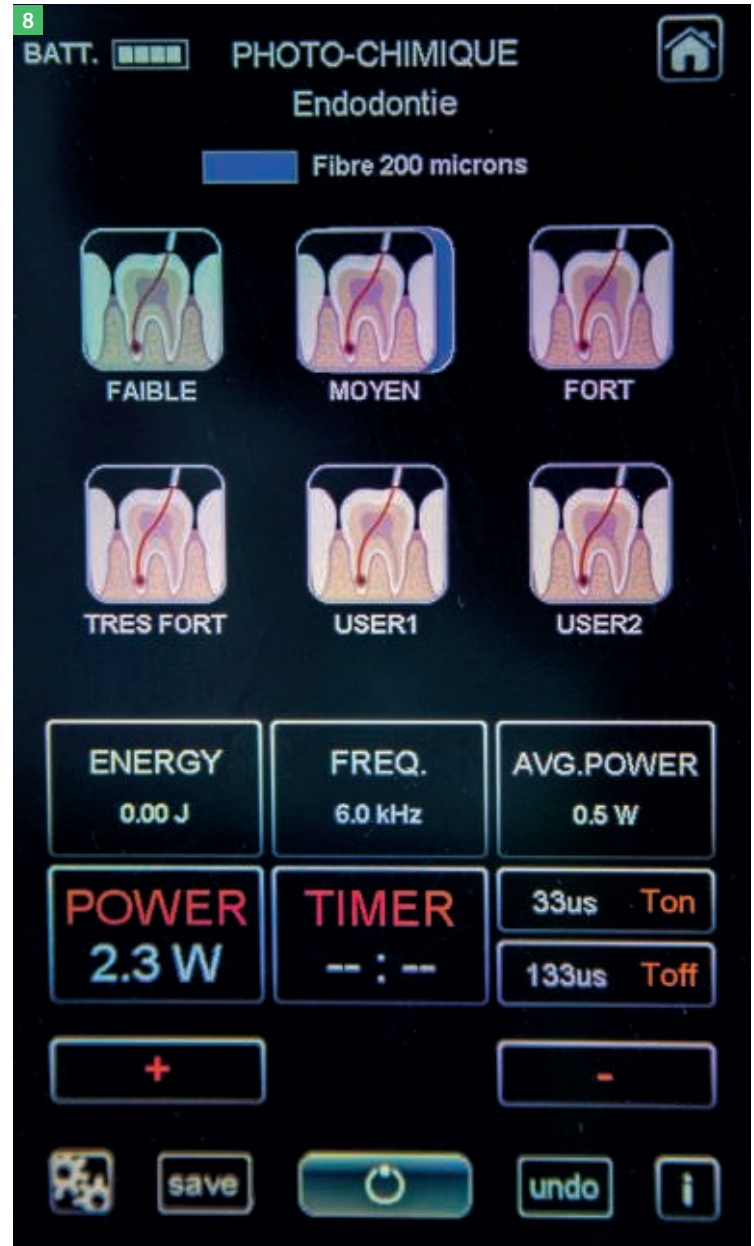 8
BATT. PHOTO-CHIMIQUE
Endodontie
Fibre 200 microns
FAIBLE MOYEN FORT
TRES FORT USER1 USER2
ENERGY FREQ. AVG.POWER
0.00 J 6.0 kHz 0.5 W
POWER TIMER 33us Ton
2.3 W -- : -- 133us Toff
+ -
save undo i